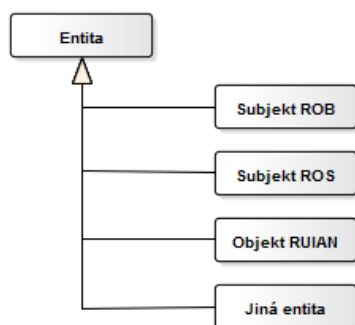 Entita
Subjekt ROB
Subjekt ROS
Objekt RUIAN
Jiná entita